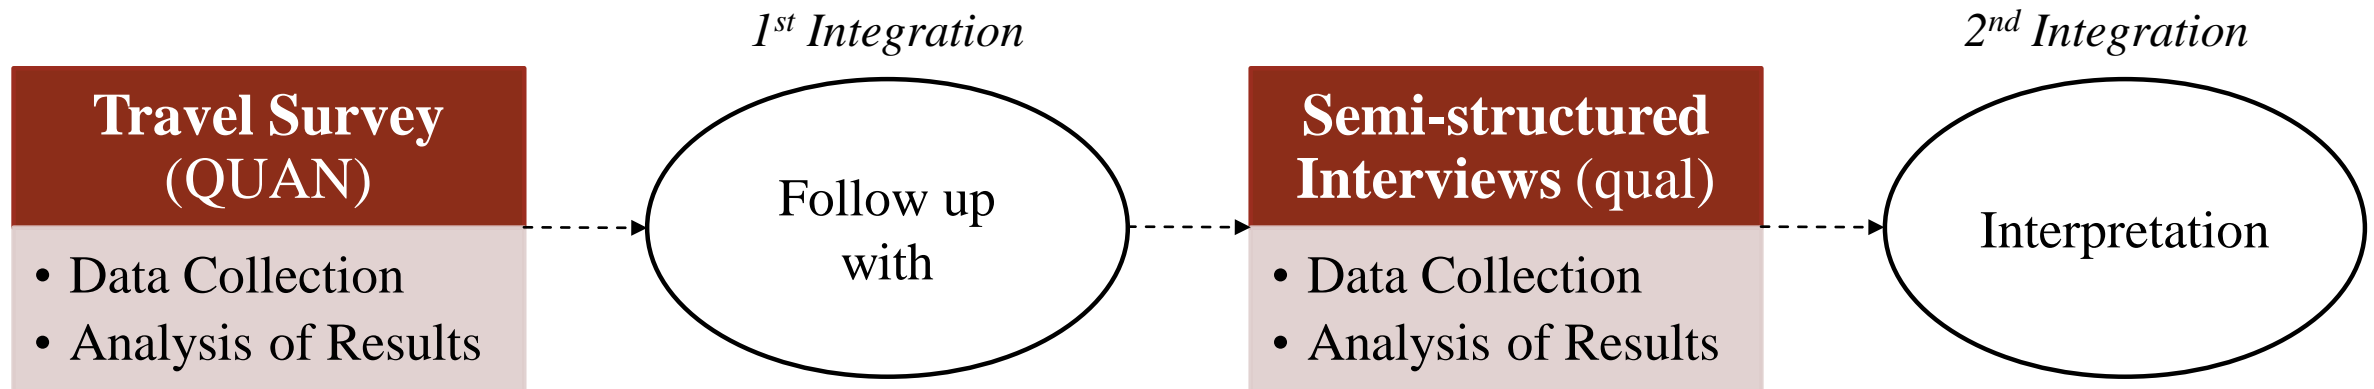 1st Integration
2nd Integration
Travel Survey
(QUAN)
• Data Collection
• Analysis of Results
Follow up
with
Semi-structured
Interviews (qual)
• Data Collection
• Analysis of Results
Interpretation